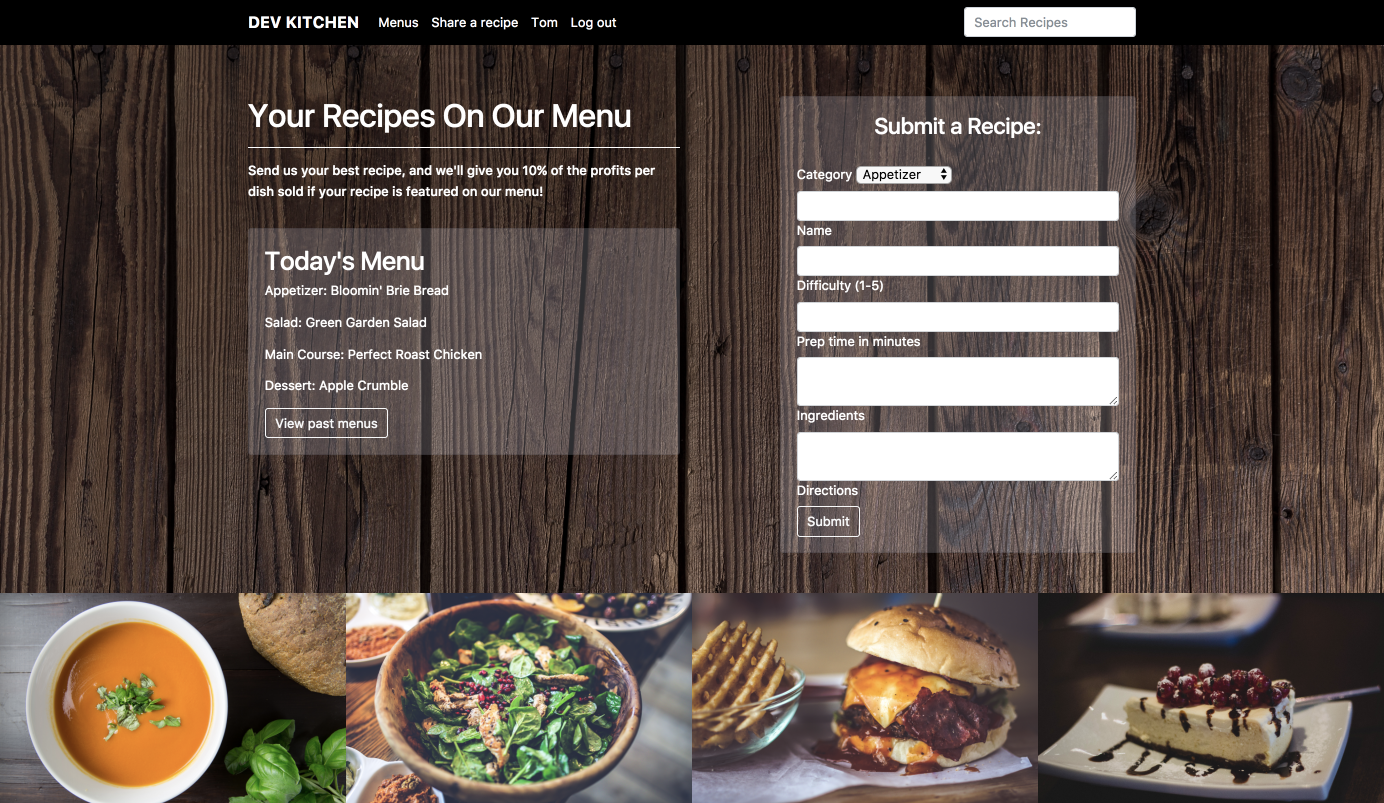 DEV KITCHEN Menus Share a recipe Tom Log out Search Recipes
Your Recipes On Our Menu
Send us your best recipe, and we'll give you 10% of the profits per
dish sold if your recipe is featured on our menu!
Today's Menu
Appetizer: Bloomin' Brie Bread
Salad: Green Garden Salad
Main Course: Perfect Roast Chicken
Dessert: Apple Crumble
View past menus
Submit a Recipe:
Category Appetizer
Name
Difficulty (1-5)
Prep time in minutes
Ingredients
Directions
Submit